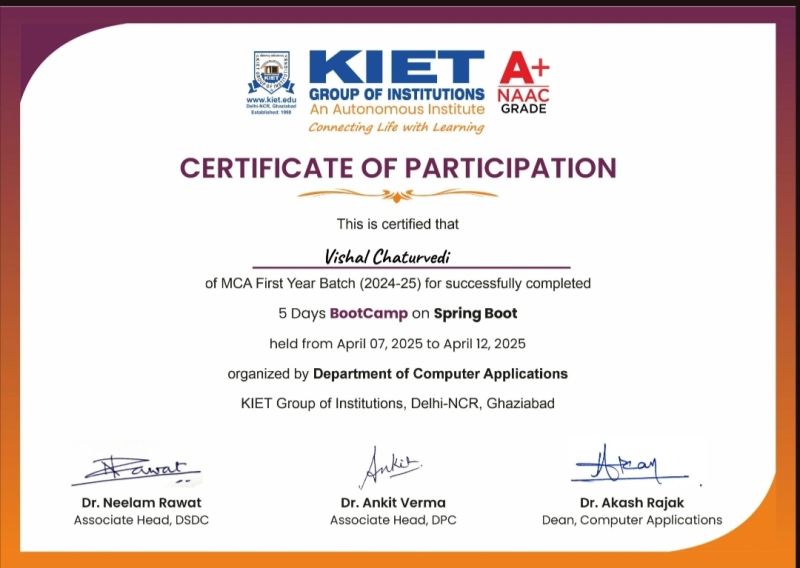 KIET
GROUP OF INSTITUTIONS
www.kiet.edu
Delhi-NCR, Ghaziabad
Established: 1998
KIET
GROUP OF INSTITUTIONS
An Autonomous Institute
Connecting Life with Learning
A+
NAAC
GRADE
CERTIFICATE OF PARTICIPATION
This is certified that
Vishal Chaturvedi
of MCA First Year Batch (2024-25) for successfully completed
5 Days BootCamp on Spring Boot
held from April 07, 2025 to April 12, 2025
organized by Department of Computer Applications
KIET Group of Institutions, Delhi-NCR, Ghaziabad
Rawat
Ankit
Dr. Neelam Rawat
Associate Head, DSDC
Dr. Ankit Verma
Associate Head, DPC
Dr. Akash Rajak
Dean, Computer Applications